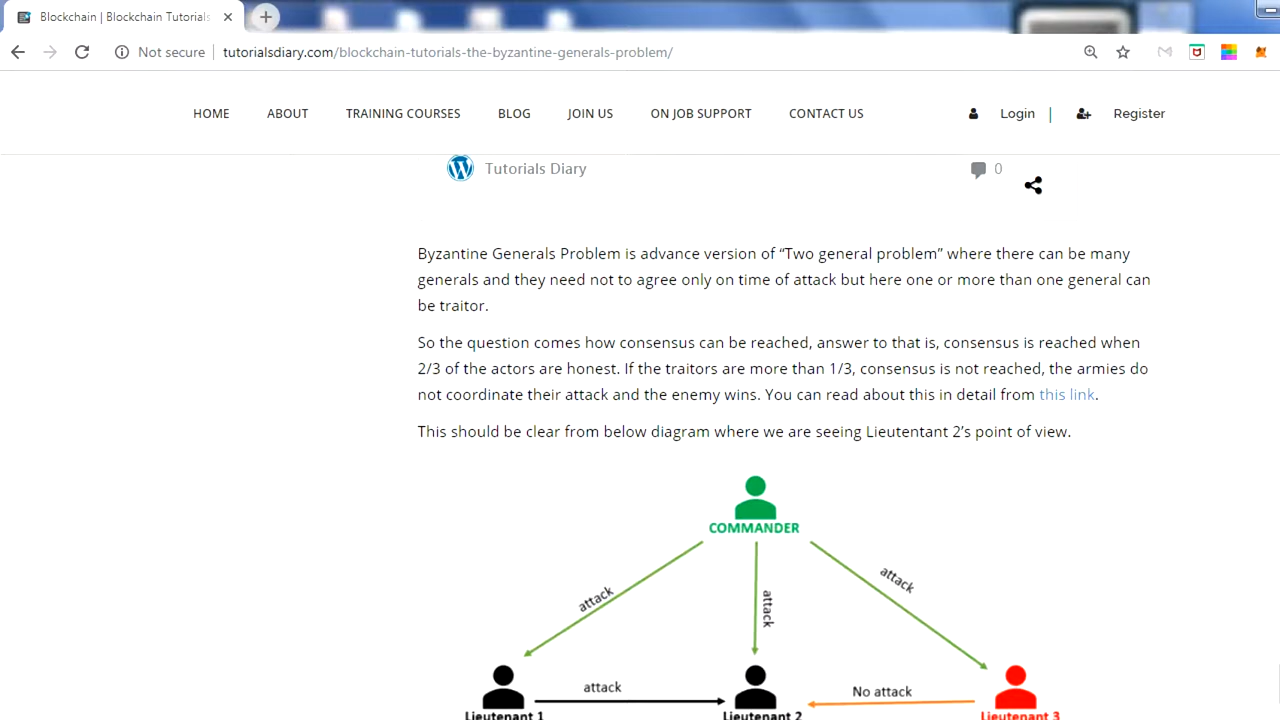 Blockchain | Blockchain Tutorials
Not secure
tutorialsdiary.com/blockchain-tutorials-the-byzantine-generals-problem/
HOME ABOUT TRAINING COURSES BLOG JOIN US ON JOB SUPPORT CONTACT US Login | Register
Tutorials Diary 0
Byzantine Generals Problem is advance version of “Two general problem” where there can be many
generals and they need not to agree only on time of attack but here one or more than one general can
be traitor.
So the question comes how consensus can be reached, answer to that is, consensus is reached when
2/3 of the actors are honest. If the traitors are more than 1/3, consensus is not reached, the armies do
not coordinate their attack and the enemy wins. You can read about this in detail from this link.
This should be clear from below diagram where we are seeing Lieutentant 2’s point of view.
COMMANDER
attack
attack
attack
attack
No attack
Lieutenant 1
Lieutenant 2
Lieutenant 3